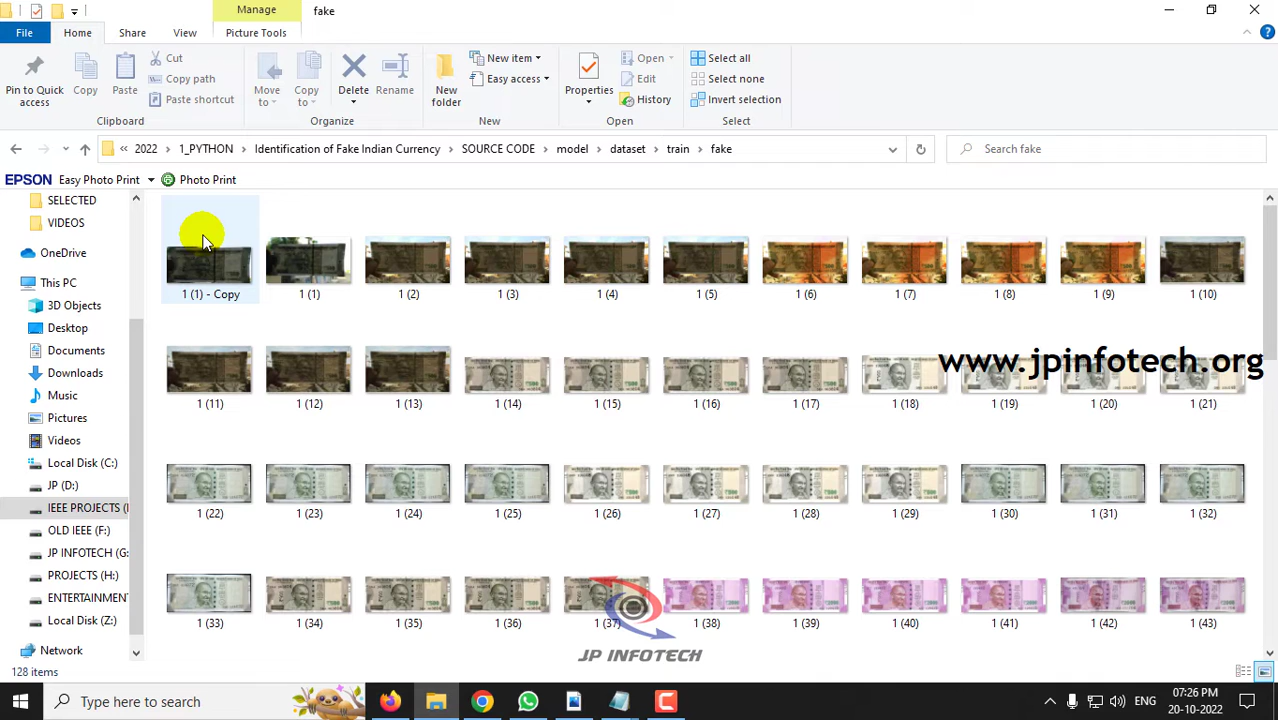 Manage
fake
File
Home
Share
View
Picture Tools
Pin to Quick access
Copy
Paste
Cut
Copy path
Paste shortcut
Clipboard
Move to
Copy to
Delete
Rename
Organize
New folder
New item
Easy access
New
Properties
Open
Edit
History
Open
Select all
Select none
Invert selection
Select
« 2022 > 1_PYTHON > Identification of Fake Indian Currency > SOURCE CODE > model > dataset > train > fake
Search fake
EPSON Easy Photo Print Photo Print
SELECTED
VIDEOS
OneDrive
This PC
3D Objects
Desktop
Documents
Downloads
Music
Pictures
Videos
Local Disk (C:)
JP (D:)
IEEE PROJECTS (
OLD IEEE (F:)
JP INFOTECH (G:
PROJECTS (H:)
ENTERTAINMEN
Local Disk (Z:)
Network
1 (1) - Copy 1 (1) 1 (2) 1 (3) 1 (4) 1 (5) 1 (6) 1 (7) 1 (8) 1 (9) 1 (10)
www.jpinfotech.org
1 (11) 1 (12) 1 (13) 1 (14) 1 (15) 1 (16) 1 (17) 1 (18) 1 (19) 1 (20) 1 (21)
1 (22) 1 (23) 1 (24) 1 (25) 1 (26) 1 (27) 1 (28) 1 (29) 1 (30) 1 (31) 1 (32)
1 (33) 1 (34) 1 (35) 1 (36) 1 (37) 1 (38) 1 (39) 1 (40) 1 (41) 1 (42) 1 (43)
JP INFOTECH
128 items
Type here to search
ENG
07:26 PM
20-10-2022